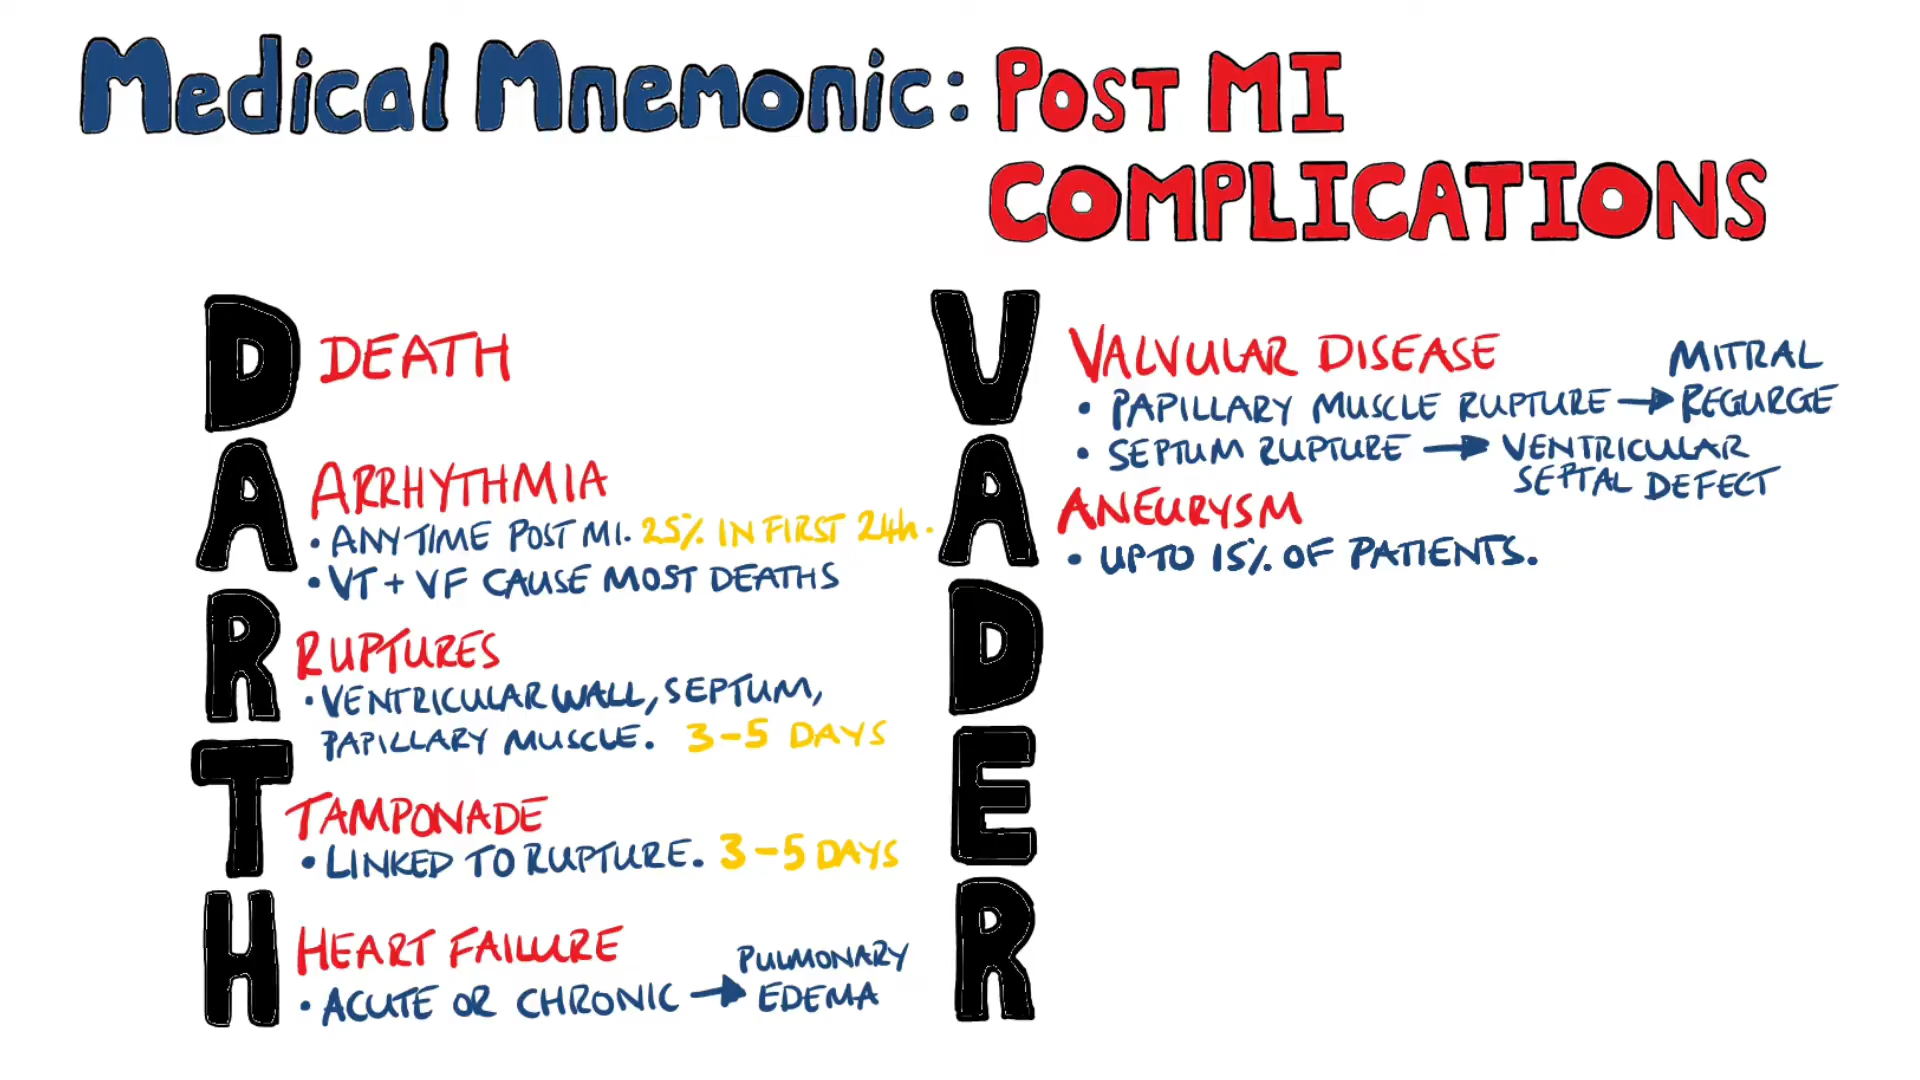 Medical Mnemonic: POST MI
COMPLICATIONS
D DEATH
A ARRHYTHMIA
• ANYTIME POST MI. 25% IN FIRST 24h.
• VT + VF CAUSE MOST DEATHS
R RUPTURES
• VENTRICULAR WALL, SEPTUM,
PAPILLARY MUSCLE. 3-5 DAYS
T TAMPONADE
• LINKED TO RUPTURE. 3-5 DAYS
H HEART FAILURE
• ACUTE OR CHRONIC → PULMONARY
EDEMA
V VALVULAR DISEASE
• PAPILLARY MUSCLE RUPTURE → MITRAL
REGURGE
• SEPTUM RUPTURE → VENTRICULAR
SEPTAL DEFECT
A ANEURYSM
• UP TO 15% OF PATIENTS.
D
E
R